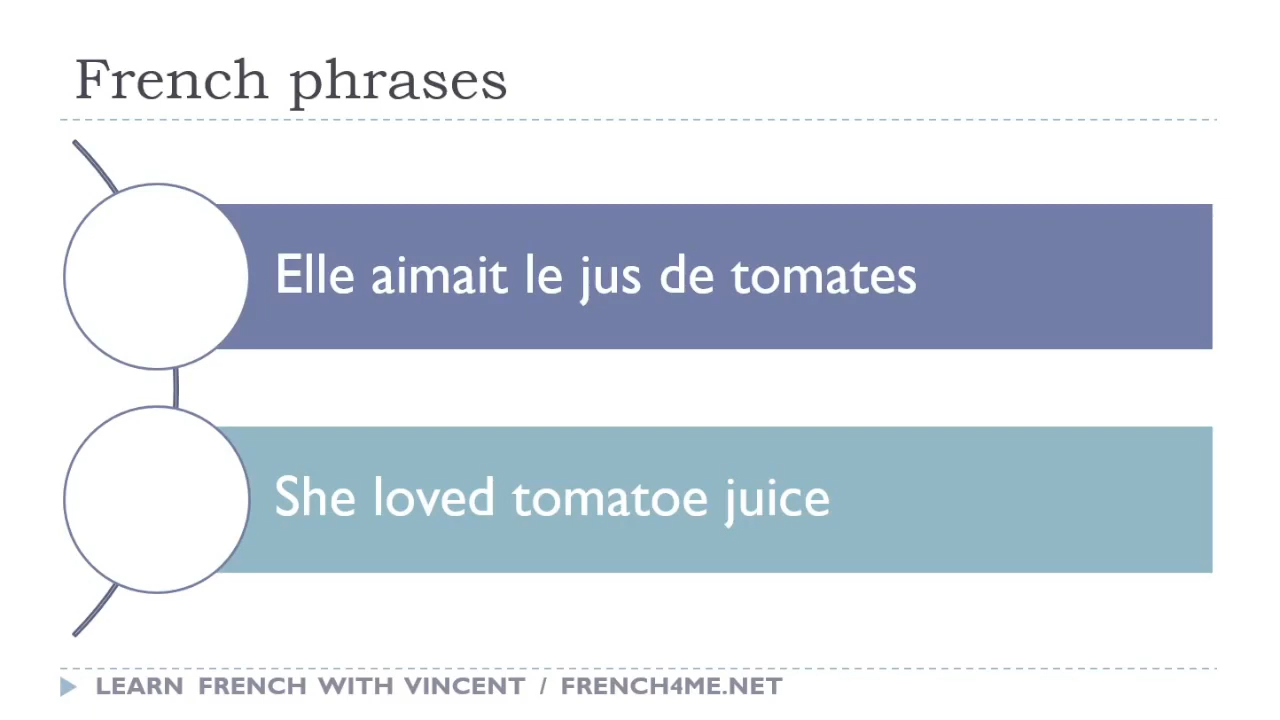 French phrases
Elle aimait le jus de tomates
She loved tomatoe juice
LEARN FRENCH WITH VINCENT / FRENCH4ME.NET